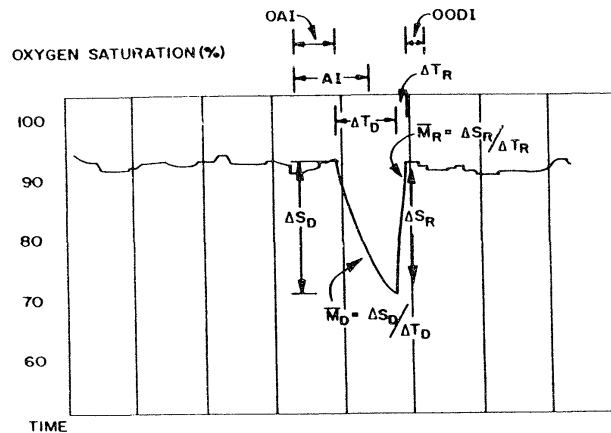 OAI OODI
OXYGEN SATURATION (%)
AI ΔT_R
100 ΔT_D M̅_R = ΔS_R/ΔT_R
90
ΔS_D ΔS_R
80
70 M̅_D = ΔS_D/ΔT_D
60
TIME